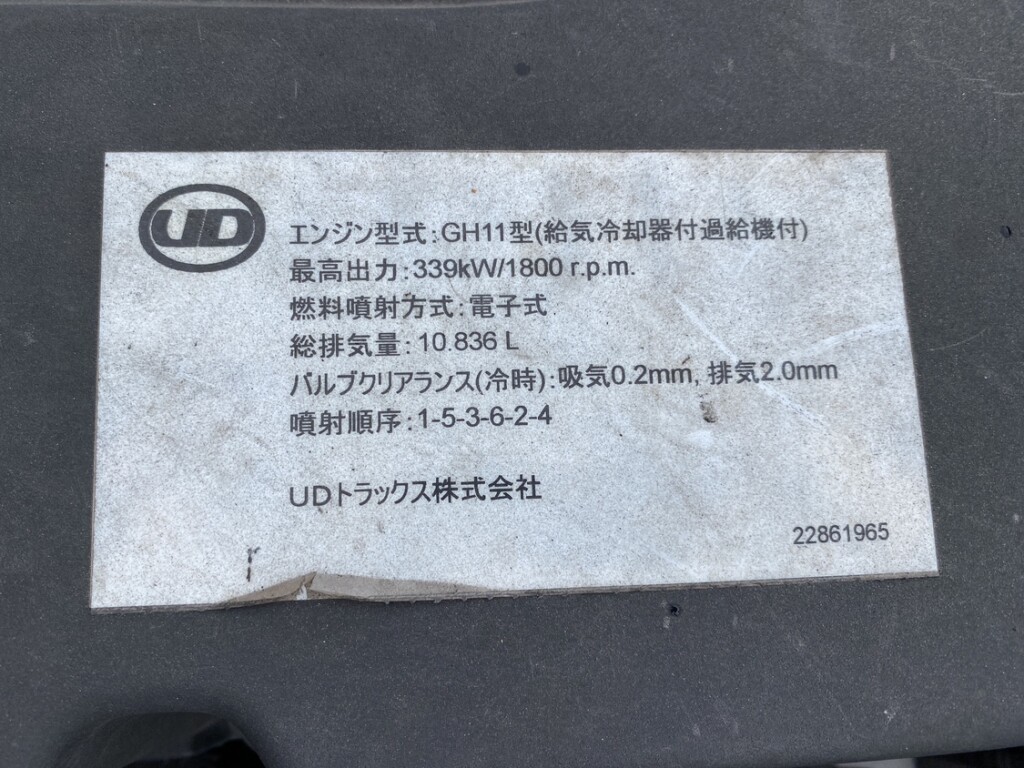 UD
エンジン型式:GH11型(給気冷却器付過給機付)
最高出力:339kW/1800 r.p.m.
燃料噴射方式:電子式
総排気量:10.836 L
バルブクリアランス(冷時):吸気0.2mm, 排気2.0mm
噴射順序:1-5-3-6-2-4
UDトラックス株式会社
22861965